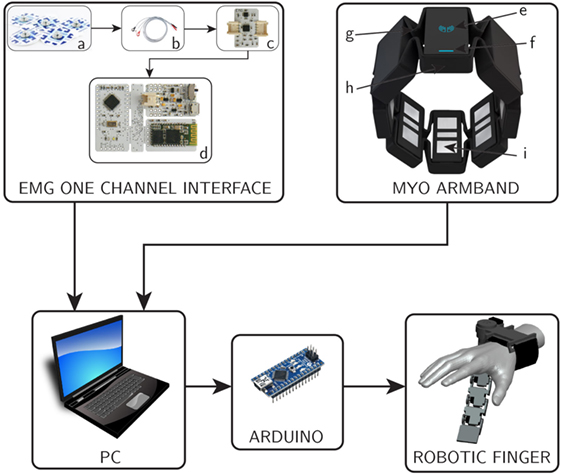 a
b
c
d
EMG ONE CHANNEL INTERFACE
e
f
g
h
i
MYO ARMBAND
PC
ARDUINO
ROBOTIC FINGER